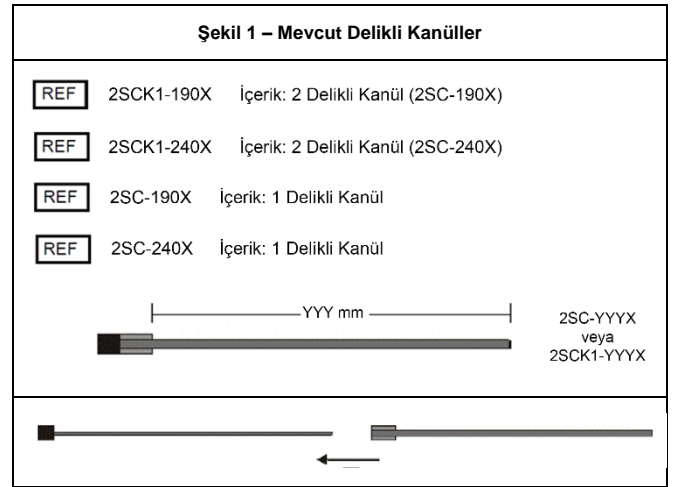 Şekil 1 – Mevcut Delikli Kanüller
REF 2SCK1-190X İçerik: 2 Delikli Kanül (2SC-190X)
REF 2SCK1-240X İçerik: 2 Delikli Kanül (2SC-240X)
REF 2SC-190X İçerik: 1 Delikli Kanül
REF 2SC-240X İçerik: 1 Delikli Kanül
YYY mm
2SC-YYYX
veya
2SCK1-YYYX